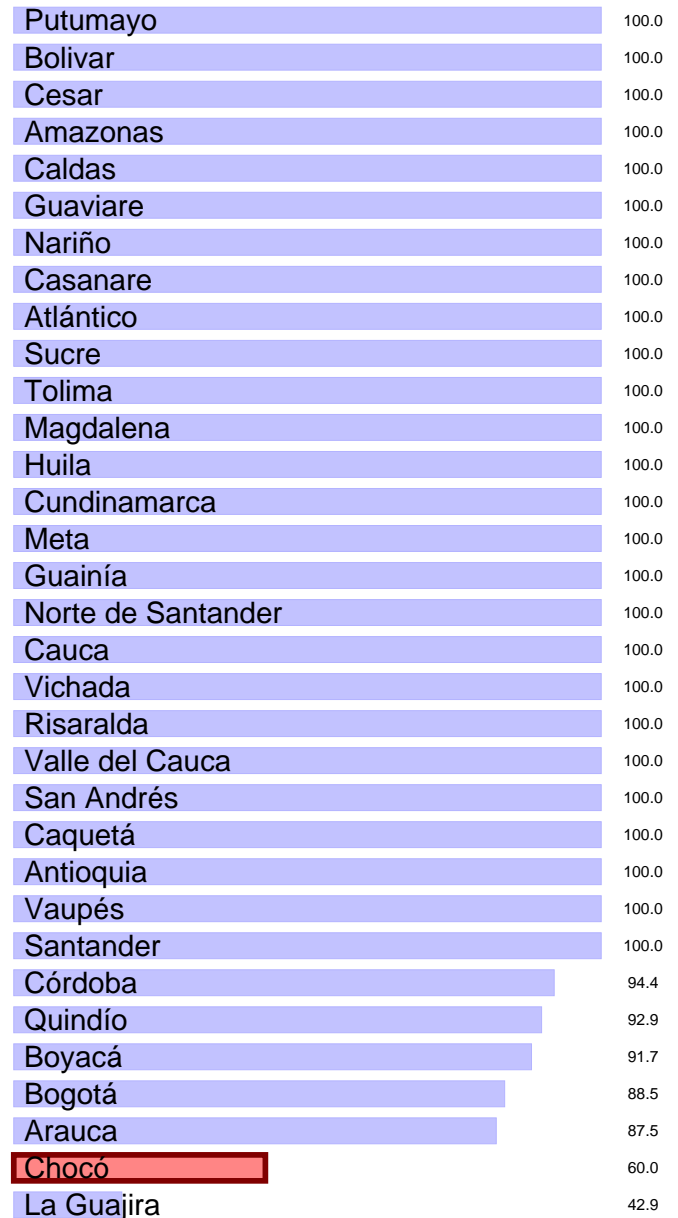 Putumayo 100.0
Bolivar 100.0
Cesar 100.0
Amazonas 100.0
Caldas 100.0
Guaviare 100.0
Nariño 100.0
Casanare 100.0
Atlántico 100.0
Sucre 100.0
Tolima 100.0
Magdalena 100.0
Huila 100.0
Cundinamarca 100.0
Meta 100.0
Guainía 100.0
Norte de Santander 100.0
Cauca 100.0
Vichada 100.0
Risaralda 100.0
Valle del Cauca 100.0
San Andrés 100.0
Caquetá 100.0
Antioquia 100.0
Vaupés 100.0
Santander 100.0
Córdoba 94.4
Quindío 92.9
Boyacá 91.7
Bogotá 88.5
Arauca 87.5
Chocó 60.0
La Guajira 42.9